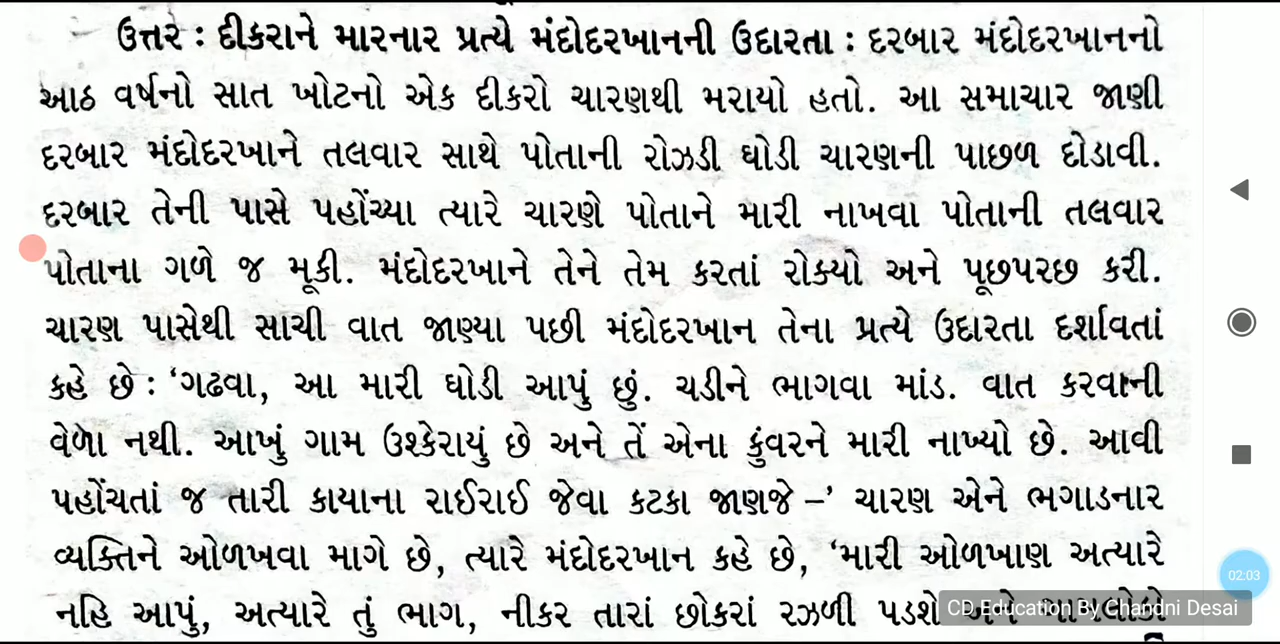 ઉત્તર : દીકરાને મારનાર પ્રત્યે મંદોદરખાનની ઉદારતા : દરબાર મંદોદરખાનનો
આઠ વર્ષનો સાત ખોટનો એક દીકરો ચારણથી મરાયો હતો. આ સમાચાર જાણી
દરબાર મંદોદરખાને તલવાર સાથે પોતાની રોઝડી ઘોડી ચારણની પાછળ દોડાવી.
દરબાર તેની પાસે પહોંચ્યા ત્યારે ચારણે પોતાને મારી નાખવા પોતાની તલવાર
પોતાના ગળે જ મૂકી. મંદોદરખાને તેને તેમ કરતાં રોક્યો અને પૂછપરછ કરી.
ચારણ પાસેથી સાચી વાત જાણ્યા પછી મંદોદરખાન તેના પ્રત્યે ઉદારતા દર્શાવતાં
કહે છે : ‘ગઢવા, આ મારી ઘોડી આપું છું. ચડીને ભાગવા માંડ. વાત કરવાની
વેળા નથી. આખું ગામ ઉશ્કેરાયું છે અને તેં એના કુંવરને મારી નાખ્યો છે. આવી
પહોંચતાં જ તારી કાયાના રાઈરાઈ જેવા કટકા જાણજે –’ ચારણ એને ભગાડનાર
વ્યક્તિને ઓળખવા માગે છે, ત્યારે મંદોદરખાન કહે છે, ‘મારી ઓળખાણ અત્યારે
નહિ આપું, અત્યારે તું ભાગ, નીકર તારાં છોકરાં રઝળી પડશે
CD Education By Chandni Desai
02:03